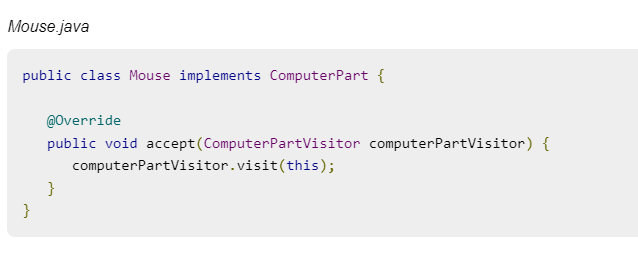 Mouse.java
public class Mouse implements ComputerPart {
@Override
public void accept(ComputerPartVisitor computerPartVisitor) {
computerPartVisitor.visit(this);
}
}